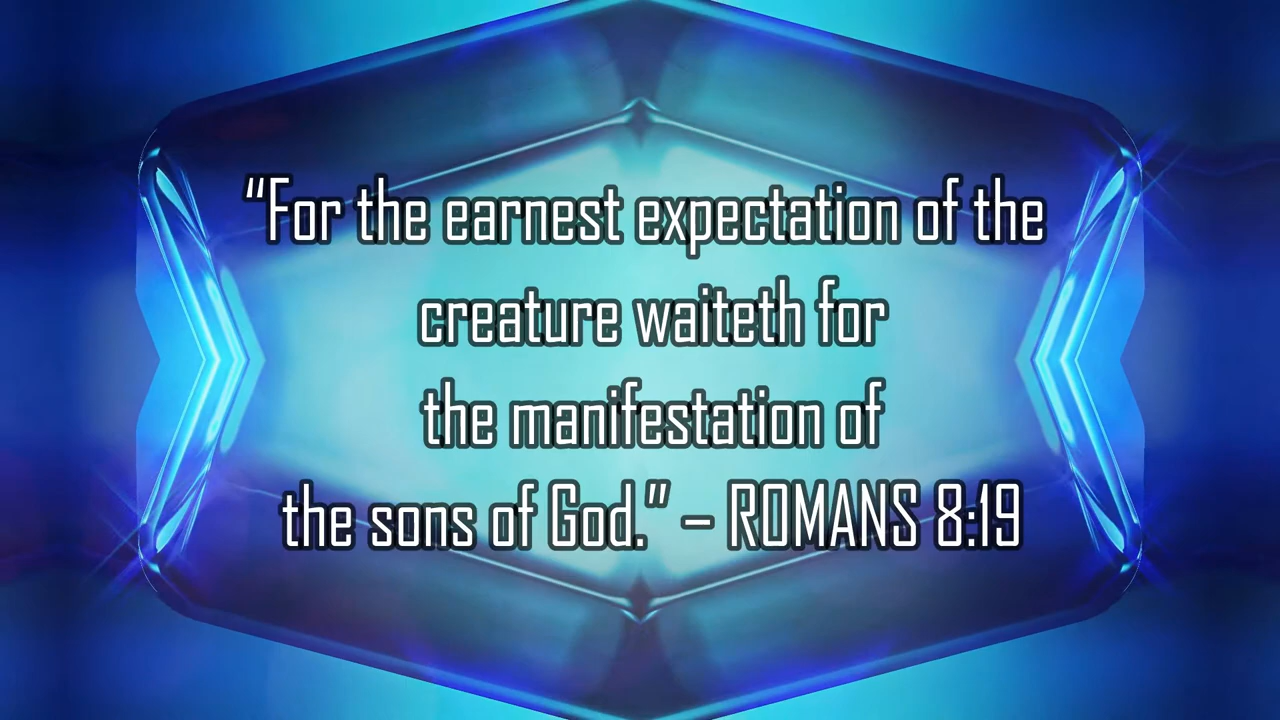 “For the earnest expectation of the
creature waiteth for
the manifestation of
the sons of God.” – ROMANS 8:19